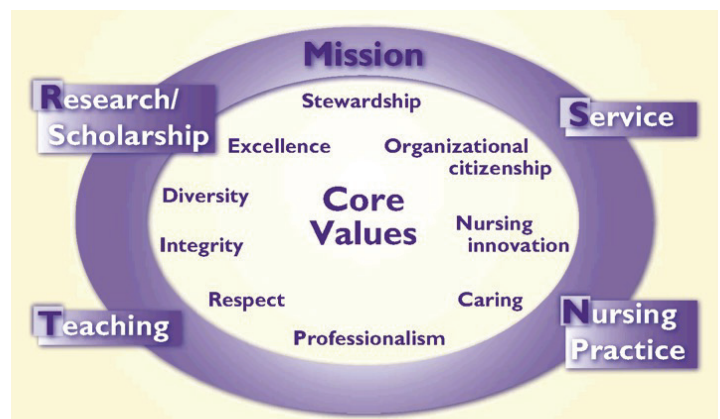 Mission
Research/
Scholarship
Service
Stewardship
Excellence
Organizational
citizenship
Diversity
Core
Values
Integrity
Nursing
innovation
Respect
Caring
Professionalism
Teaching
Nursing
Practice